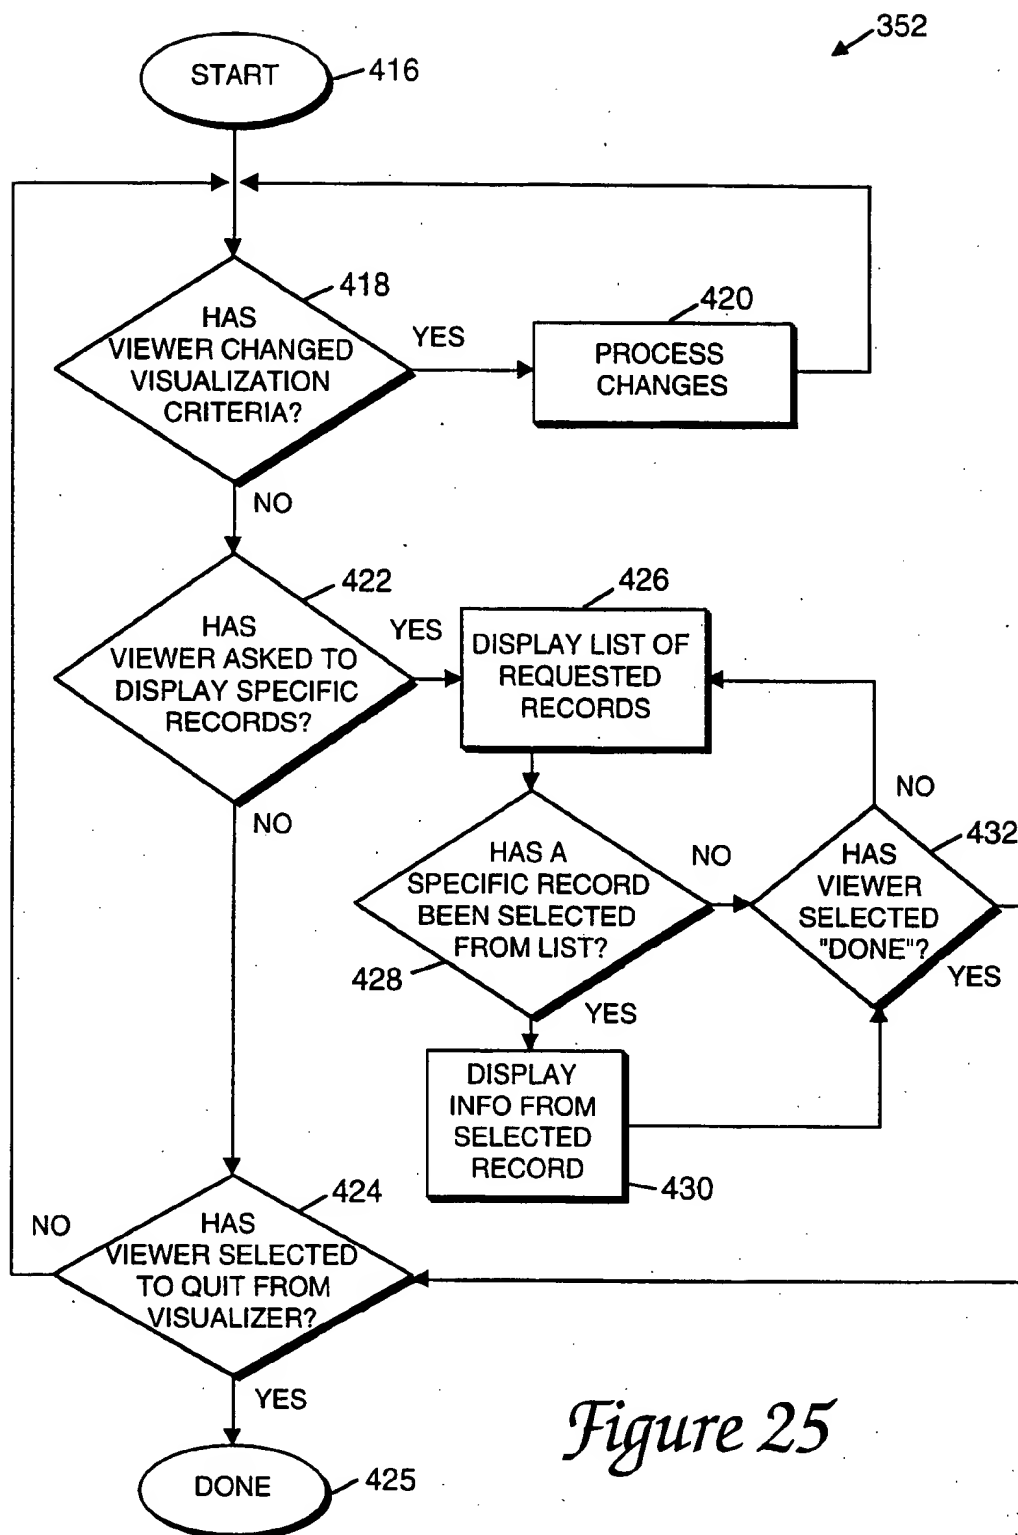 352
START
416
418
HAS
VIEWER CHANGED
VISUALIZATION
CRITERIA?
YES
420
PROCESS
CHANGES
NO
422
HAS
VIEWER ASKED TO
DISPLAY SPECIFIC
RECORDS?
YES
426
DISPLAY LIST OF
REQUESTED
RECORDS
NO
NO
432
HAS
VIEWER
SELECTED
"DONE"?
YES
HAS A
SPECIFIC RECORD
BEEN SELECTED
FROM LIST?
NO
428
YES
DISPLAY
INFO FROM
SELECTED
RECORD
430
424
HAS
VIEWER SELECTED
TO QUIT FROM
VISUALIZER?
NO
YES
DONE
425
Figure 25